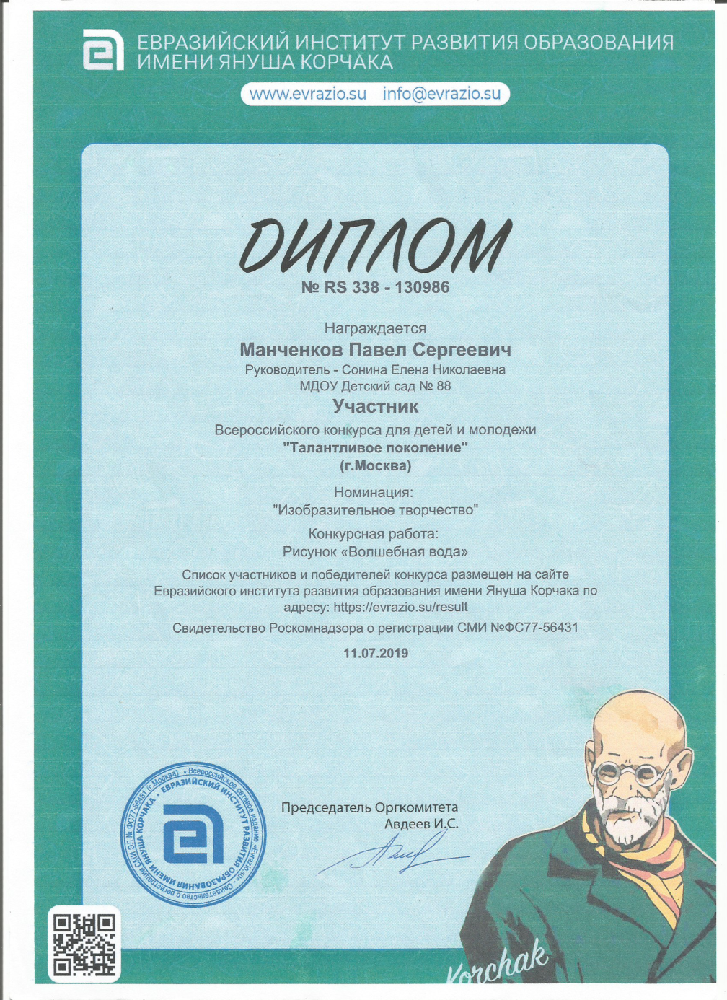 ЕВРАЗИЙСКИЙ ИНСТИТУТ РАЗВИТИЯ ОБРАЗОВАНИЯ
ИМЕНИ ЯНУША КОРЧАКА
www.evrazio.su info@evrazio.su
ДИПЛОМ
№ RS 338 - 130986
Награждается
Манченков Павел Сергеевич
Руководитель - Сонина Елена Николаевна
МДОУ Детский сад № 88
Участник
Всероссийского конкурса для детей и молодежи
"Талантливое поколение"
(г.Москва)
Номинация:
"Изобразительное творчество"
Конкурсная работа:
Рисунок «Волшебная вода»
Список участников и победителей конкурса размещен на сайте
Евразийского института развития образования имени Януша Корчака по
адресу: https://evrazio.su/result
Свидетельство Роскомнадзора о регистрации СМИ №ФС77-56431
11.07.2019
Председатель Оргкомитета
Авдеев И.С.
• Всероссийское сетевое издание «Evrazio.su» • Свидетельство о регистрации СМИ ЭЛ № ФС77-56431 (г.Москва)
• ЕВРАЗИЙСКИЙ ИНСТИТУТ РАЗВИТИЯ ОБРАЗОВАНИЯ ИМЕНИ ЯНУША КОРЧАКА
Korchak